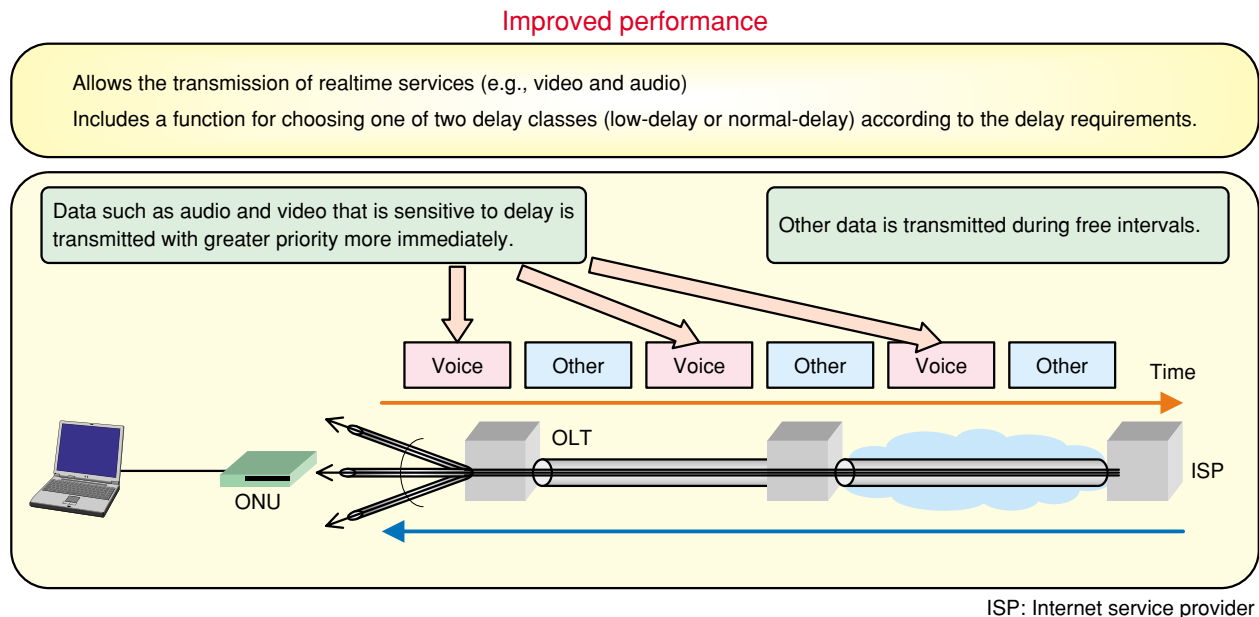 Improved performance
Allows the transmission of realtime services (e.g., video and audio)
Includes a function for choosing one of two delay classes (low-delay or normal-delay) according to the delay requirements.
Data such as audio and video that is sensitive to delay is
transmitted with greater priority more immediately.
Other data is transmitted during free intervals.
Voice
Other
Voice
Other
Voice
Other
Time
OLT
ISP
ONU
ISP: Internet service provider